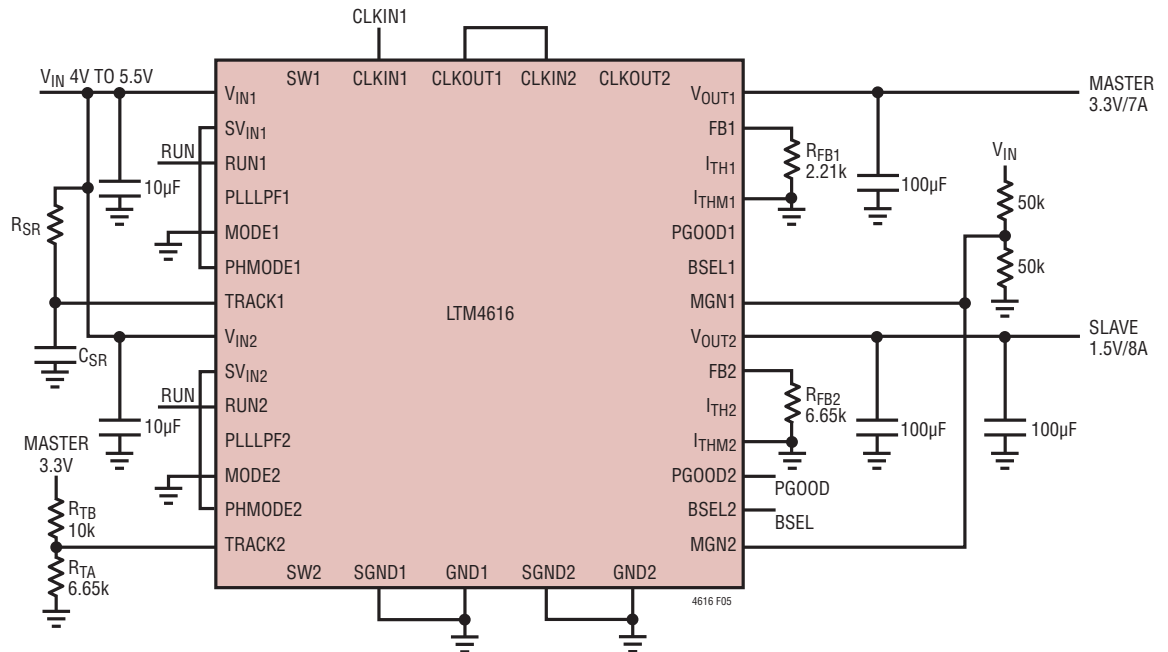 CLKIN1
V_IN 4V TO 5.5V
SW1 CLKIN1 CLKOUT1 CLKIN2 CLKOUT2
V_IN1
SV_IN1
RUN
RUN1
PLLLPF1
MODE1
PHMODE1
TRACK1
V_IN2
SV_IN2
RUN
RUN2
PLLLPF2
MODE2
PHMODE2
TRACK2
10µF
R_SR
C_SR
10µF
MASTER
3.3V
R_TB
10k
R_TA
6.65k
LTM4616
V_OUT1
FB1
I_TH1
I_THM1
PGOOD1
BSEL1
MGN1
V_OUT2
FB2
I_TH2
I_THM2
PGOOD2
BSEL2
MGN2
SW2 SGND1 GND1 SGND2 GND2
MASTER
3.3V/7A
R_FB1
2.21k
100µF
V_IN
50k
50k
SLAVE
1.5V/8A
R_FB2
6.65k
100µF
100µF
PGOOD
BSEL
4616 F05